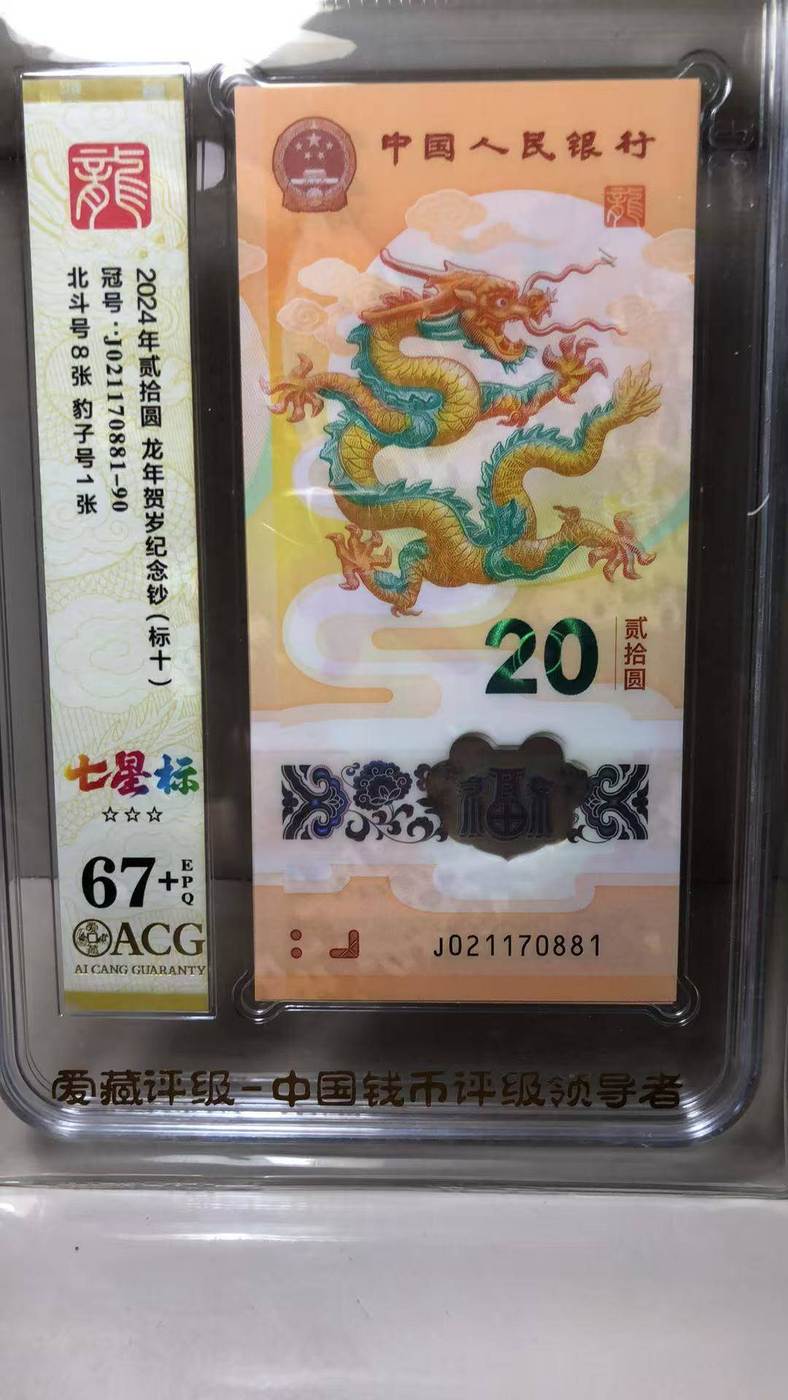 龍
2024年贰拾圆 龙年贺岁纪念钞(标十)
冠号:J021170881-90
北斗号8张 豹子号1张
七星标
☆☆☆
67+
EPQ
ACG
AI CANG GUARANTY
中国人民银行
龍
20
贰拾圆
福
J021170881
爱藏评级-中国钱币评级领导者